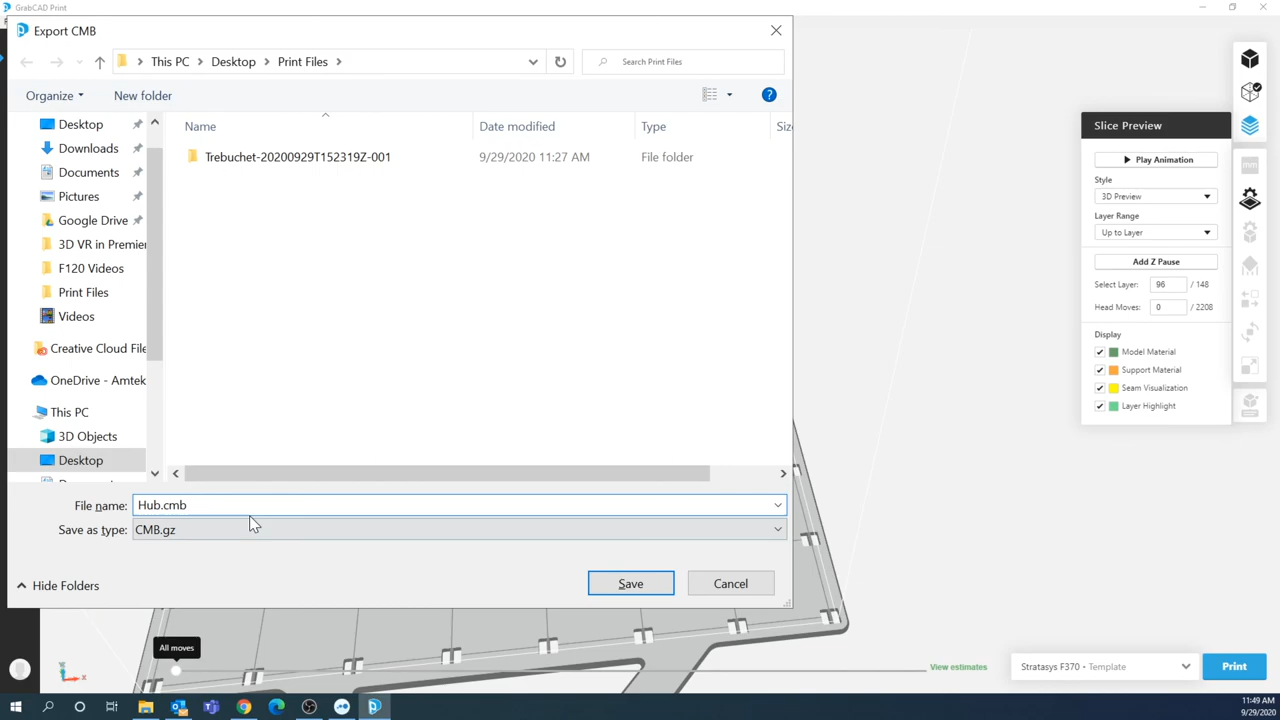 GrabCAD Print
Export CMB
This PC
Desktop
Print Files
Search Print Files
Organize
New folder
Name
Date modified
Type
Siz
Desktop
Downloads
Documents
Pictures
Google Drive
3D VR in Premier
F120 Videos
Print Files
Videos
Creative Cloud File
OneDrive - Amtek
This PC
3D Objects
Desktop
Trebuchet-20200929T152319Z-001
9/29/2020 11:27 AM
File folder
File name:
Hub.cmb
Save as type:
CMB.gz
Hide Folders
Save
Cancel
Slice Preview
Play Animation
Style
3D Preview
Layer Range
Up to Layer
Add Z Pause
Select Layer:
96
/ 148
Head Moves:
0
/ 2208
Display
Model Material
Support Material
Seam Visualization
Layer Highlight
mm
All moves
View estimates
Stratasys F370 • Template
Print
11:49 AM
9/29/2020